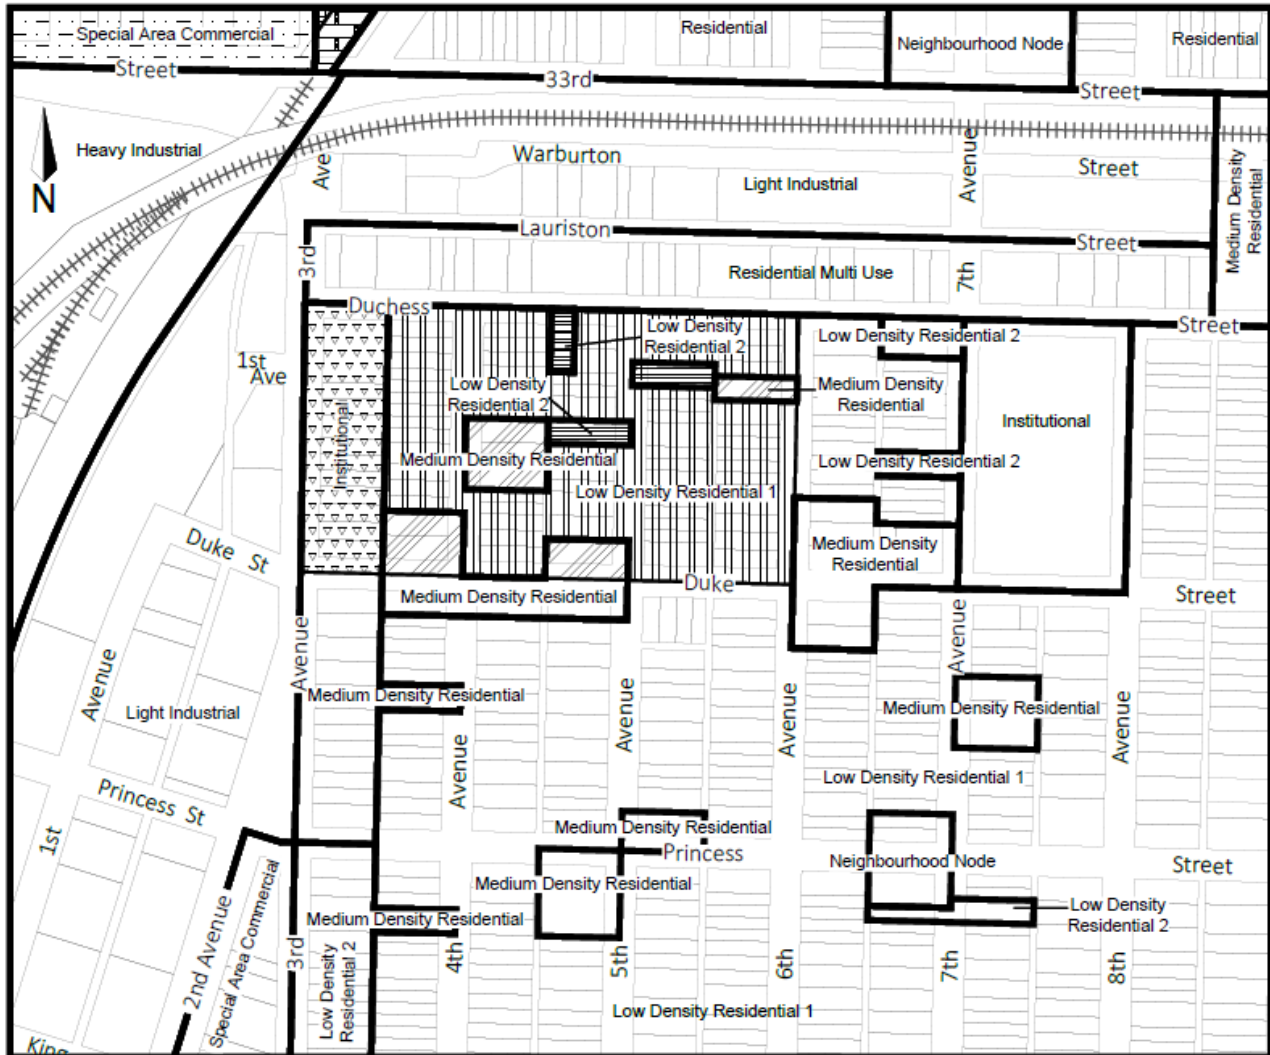 Special Area Commercial
Residential
Neighbourhood Node
Residential
Street
33rd
Street
Heavy Industrial
N
Ave
Warburton
Avenue
Street
Light Industrial
Medium Density
Residential
3rd
Lauriston
Street
Residential Multi Use
7th
Duchess
Street
1st
Ave
Low Density
Residential 2
Low Density Residential 2
Low Density
Residential 2
Medium Density
Residential
Institutional
Institutional
Medium Density Residential
Low Density Residential 2
Low Density Residential 1
Duke St
Medium Density
Residential
Duke
Street
Medium Density Residential
Avenue
Avenue
Avenue
Medium Density Residential
Avenue
Avenue
Avenue
Medium Density Residential
Light Industrial
Avenue
Low Density Residential 1
Princess St
1st
Medium Density Residential
Princess
Neighbourhood Node
Street
Medium Density Residential
Special Area Commercial
2nd Avenue
Medium Density Residential
Low Density
Residential 2
3rd
Low Density
Residential 2
4th
5th
6th
7th
8th
Low Density Residential 1
King